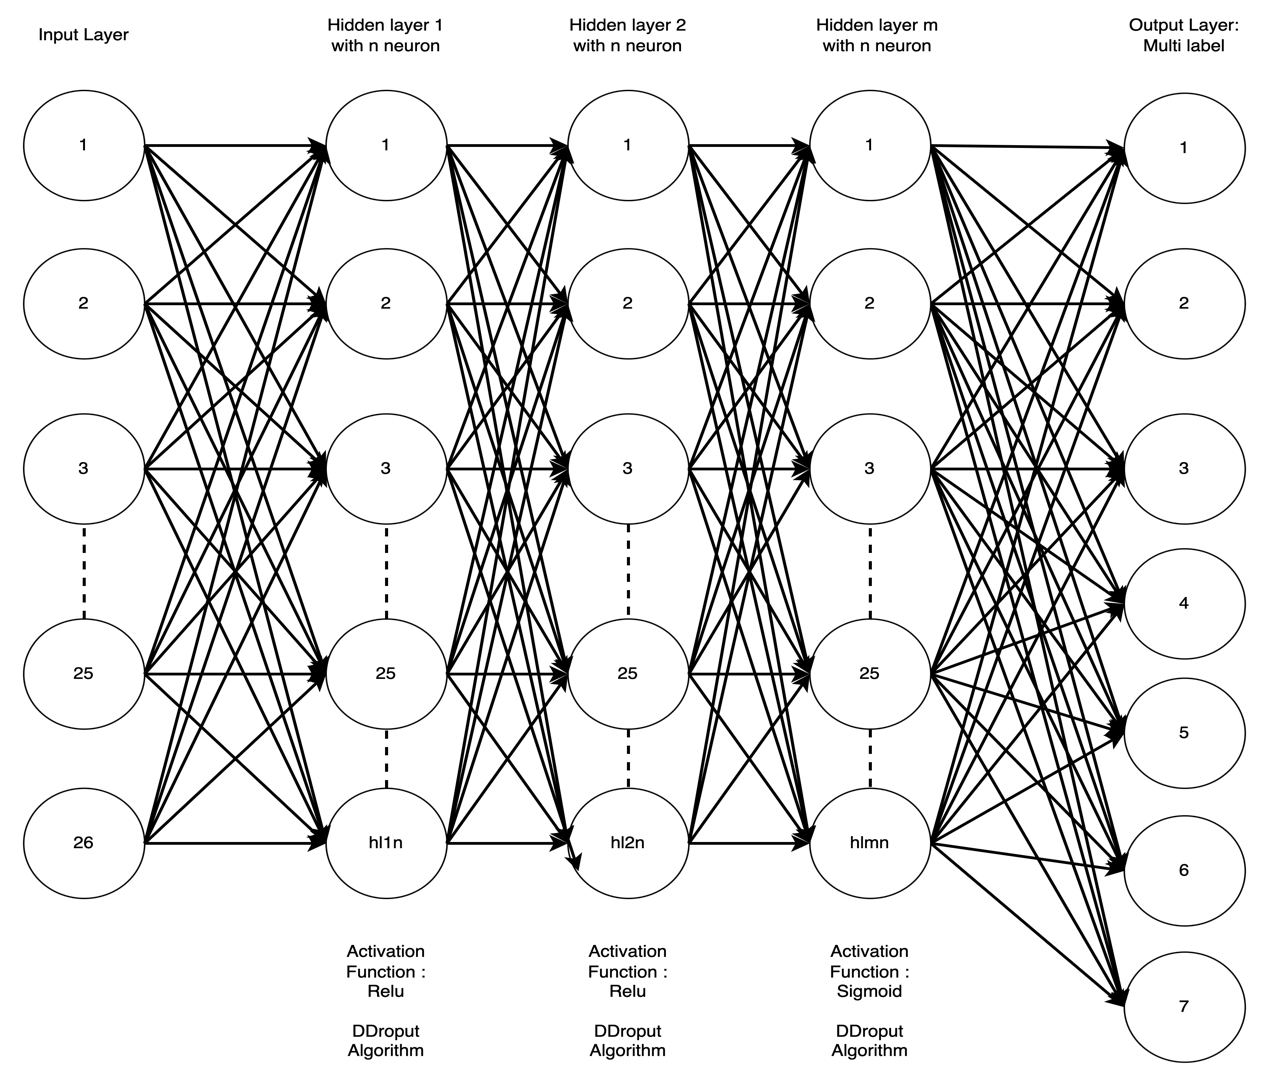 Input Layer
Hidden layer 1
with n neuron
Hidden layer 2
with n neuron
Hidden layer m
with n neuron
Output Layer:
Multi label
1
1
1
1
1
2
2
2
2
2
3
3
3
3
3
4
25
25
25
25
5
26
hl1n
hl2n
hlmn
6
7
Activation
Function :
Relu
DDroput
Algorithm
Activation
Function :
Relu
DDroput
Algorithm
Activation
Function :
Sigmoid
DDroput
Algorithm